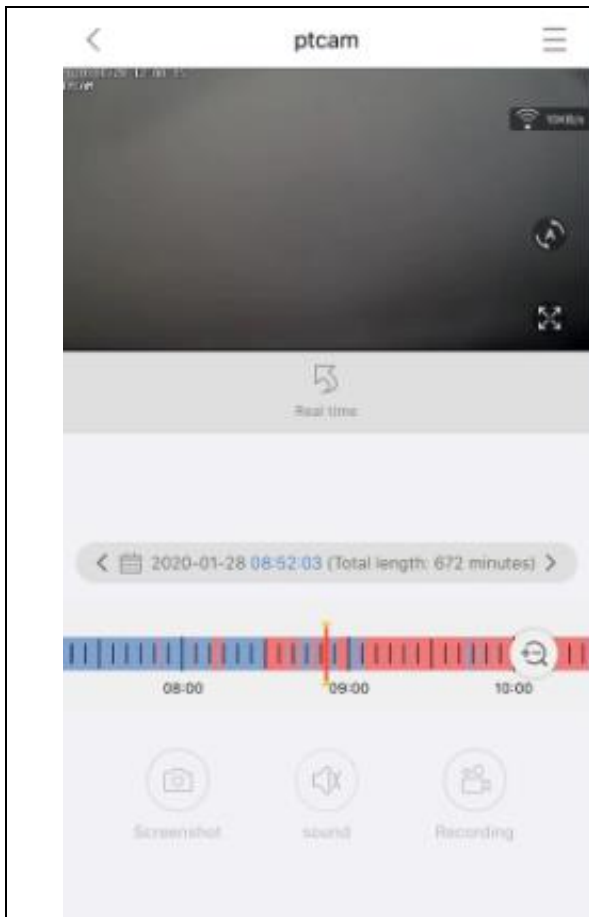 ptcam
Real time
2020-01-28 08:52:03 (Total length: 672 minutes)
08:00 09:00 10:00
Screenshot sound Recording